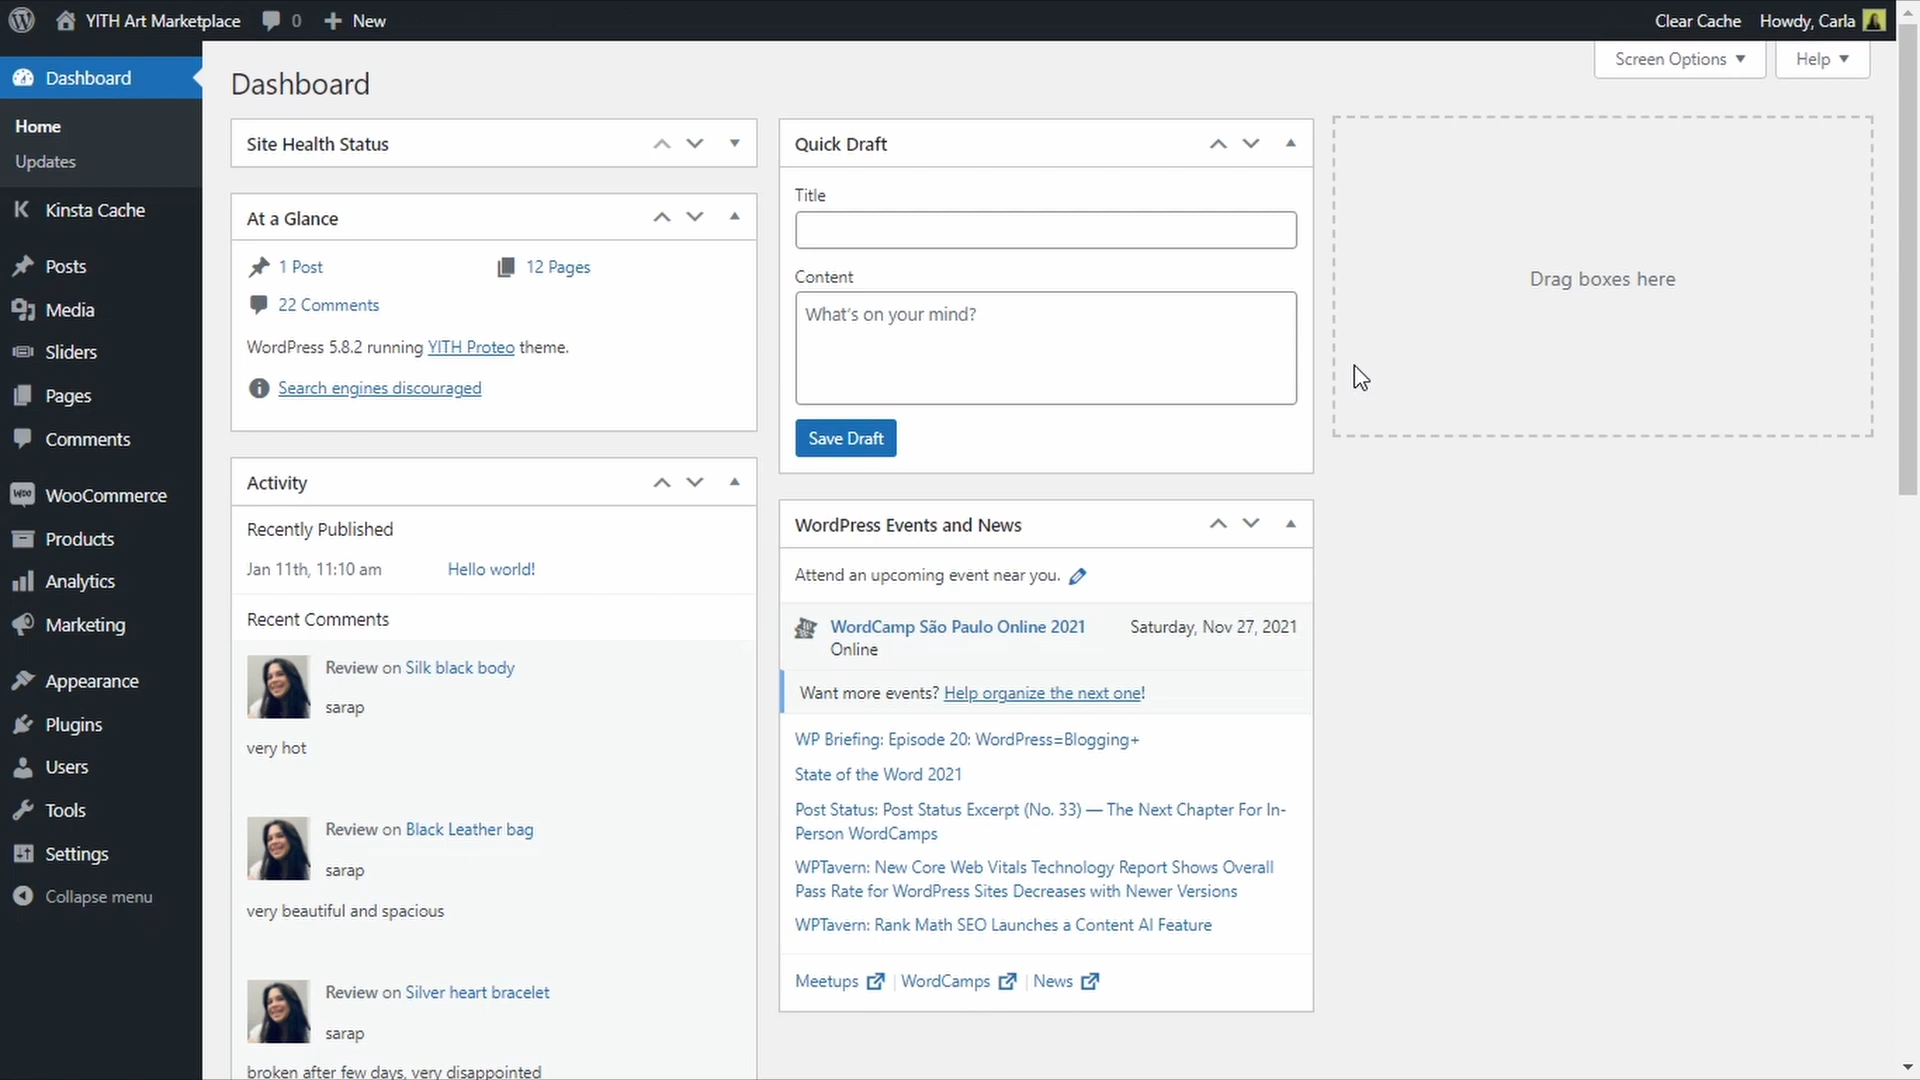 YITH Art Marketplace
0
New
Clear Cache
Howdy, Carla
Screen Options
Help
Dashboard
Home
Updates
Kinsta Cache
Posts
Media
Sliders
Pages
Comments
WooCommerce
Products
Analytics
Marketing
Appearance
Plugins
Users
Tools
Settings
Collapse menu
Dashboard
Site Health Status
At a Glance
1 Post
12 Pages
22 Comments
WordPress 5.8.2 running YITH Proteo theme.
Search engines discouraged
Activity
Recently Published
Jan 11th, 11:10 am
Hello world!
Recent Comments
Review on Silk black body
sarap
very hot
Review on Black Leather bag
sarap
very beautiful and spacious
Review on Silver heart bracelet
sarap
broken after few days, very disappointed
Quick Draft
Title
Content
What's on your mind?
Save Draft
WordPress Events and News
Attend an upcoming event near you.
WordCamp São Paulo Online 2021
Saturday, Nov 27, 2021
Online
Want more events? Help organize the next one!
WP Briefing: Episode 20: WordPress=Blogging+
State of the Word 2021
Post Status: Post Status Excerpt (No. 33) — The Next Chapter For In-
Person WordCamps
WPTavern: New Core Web Vitals Technology Report Shows Overall
Pass Rate for WordPress Sites Decreases with Newer Versions
WPTavern: Rank Math SEO Launches a Content AI Feature
Meetups | WordCamps | News
Drag boxes here